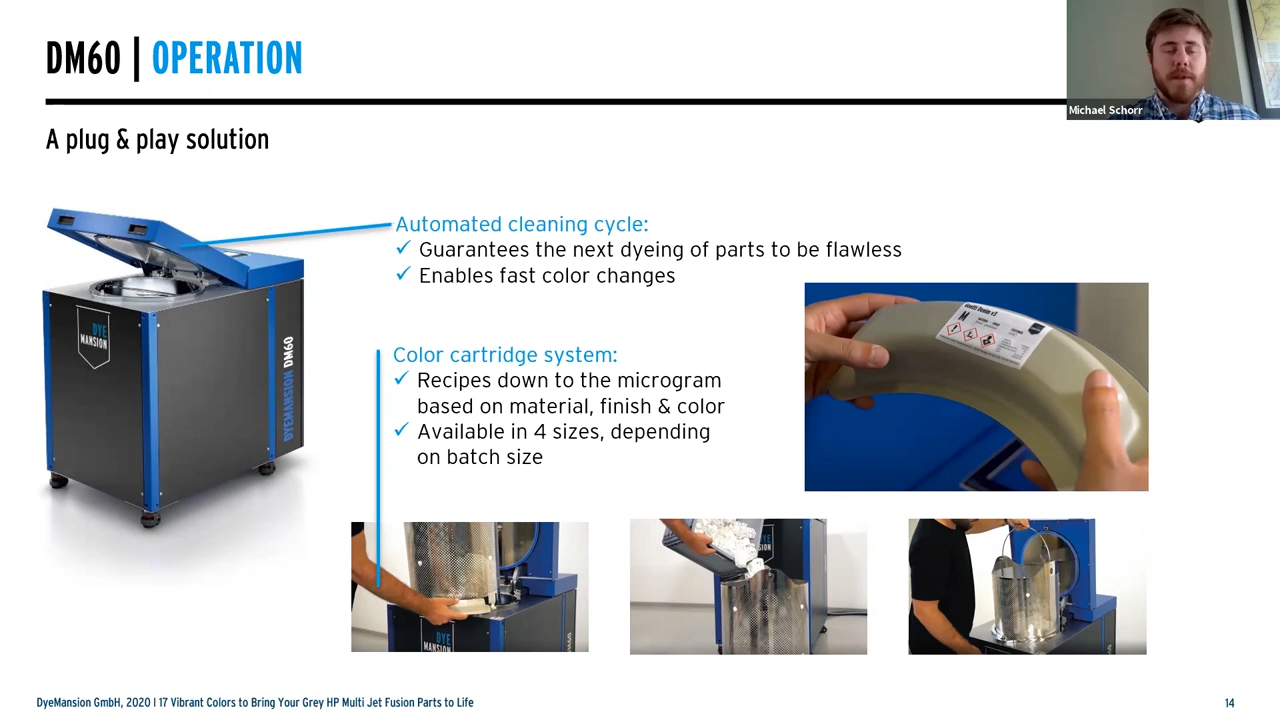 DM60 | OPERATION
Michael Schorr
A plug & play solution
Automated cleaning cycle:
✓ Guarantees the next dyeing of parts to be flawless
✓ Enables fast color changes
DYE
MANSION
DYEMANSION DM60
Color cartridge system:
✓ Recipes down to the microgram
based on material, finish & color
✓ Available in 4 sizes, depending
on batch size
M
DYE
MANSION
DyeMansion GmbH, 2020 I 17 Vibrant Colors to Bring Your Grey HP Multi Jet Fusion Parts to Life
14